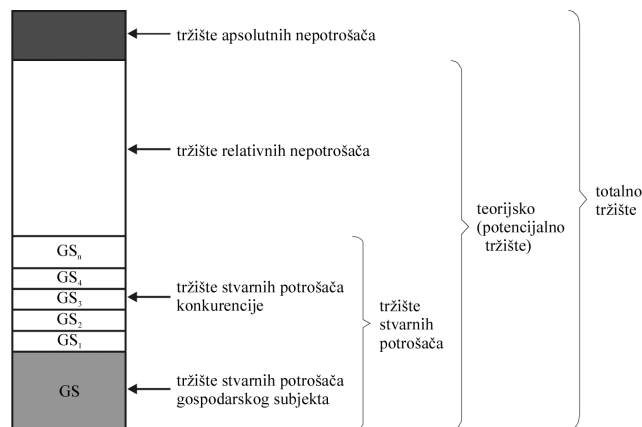 tržište apsolutnih nepotrošača
tržište relativnih nepotrošača
totalno
tržište
teorijsko
(potencijalno
tržište)
GSₙ
GS₄
GS₃
GS₂
GS₁
tržište stvarnih potrošača
konkurencije
tržište
stvarnih
potrošača
GS
tržište stvarnih potrošača
gospodarskog subjekta